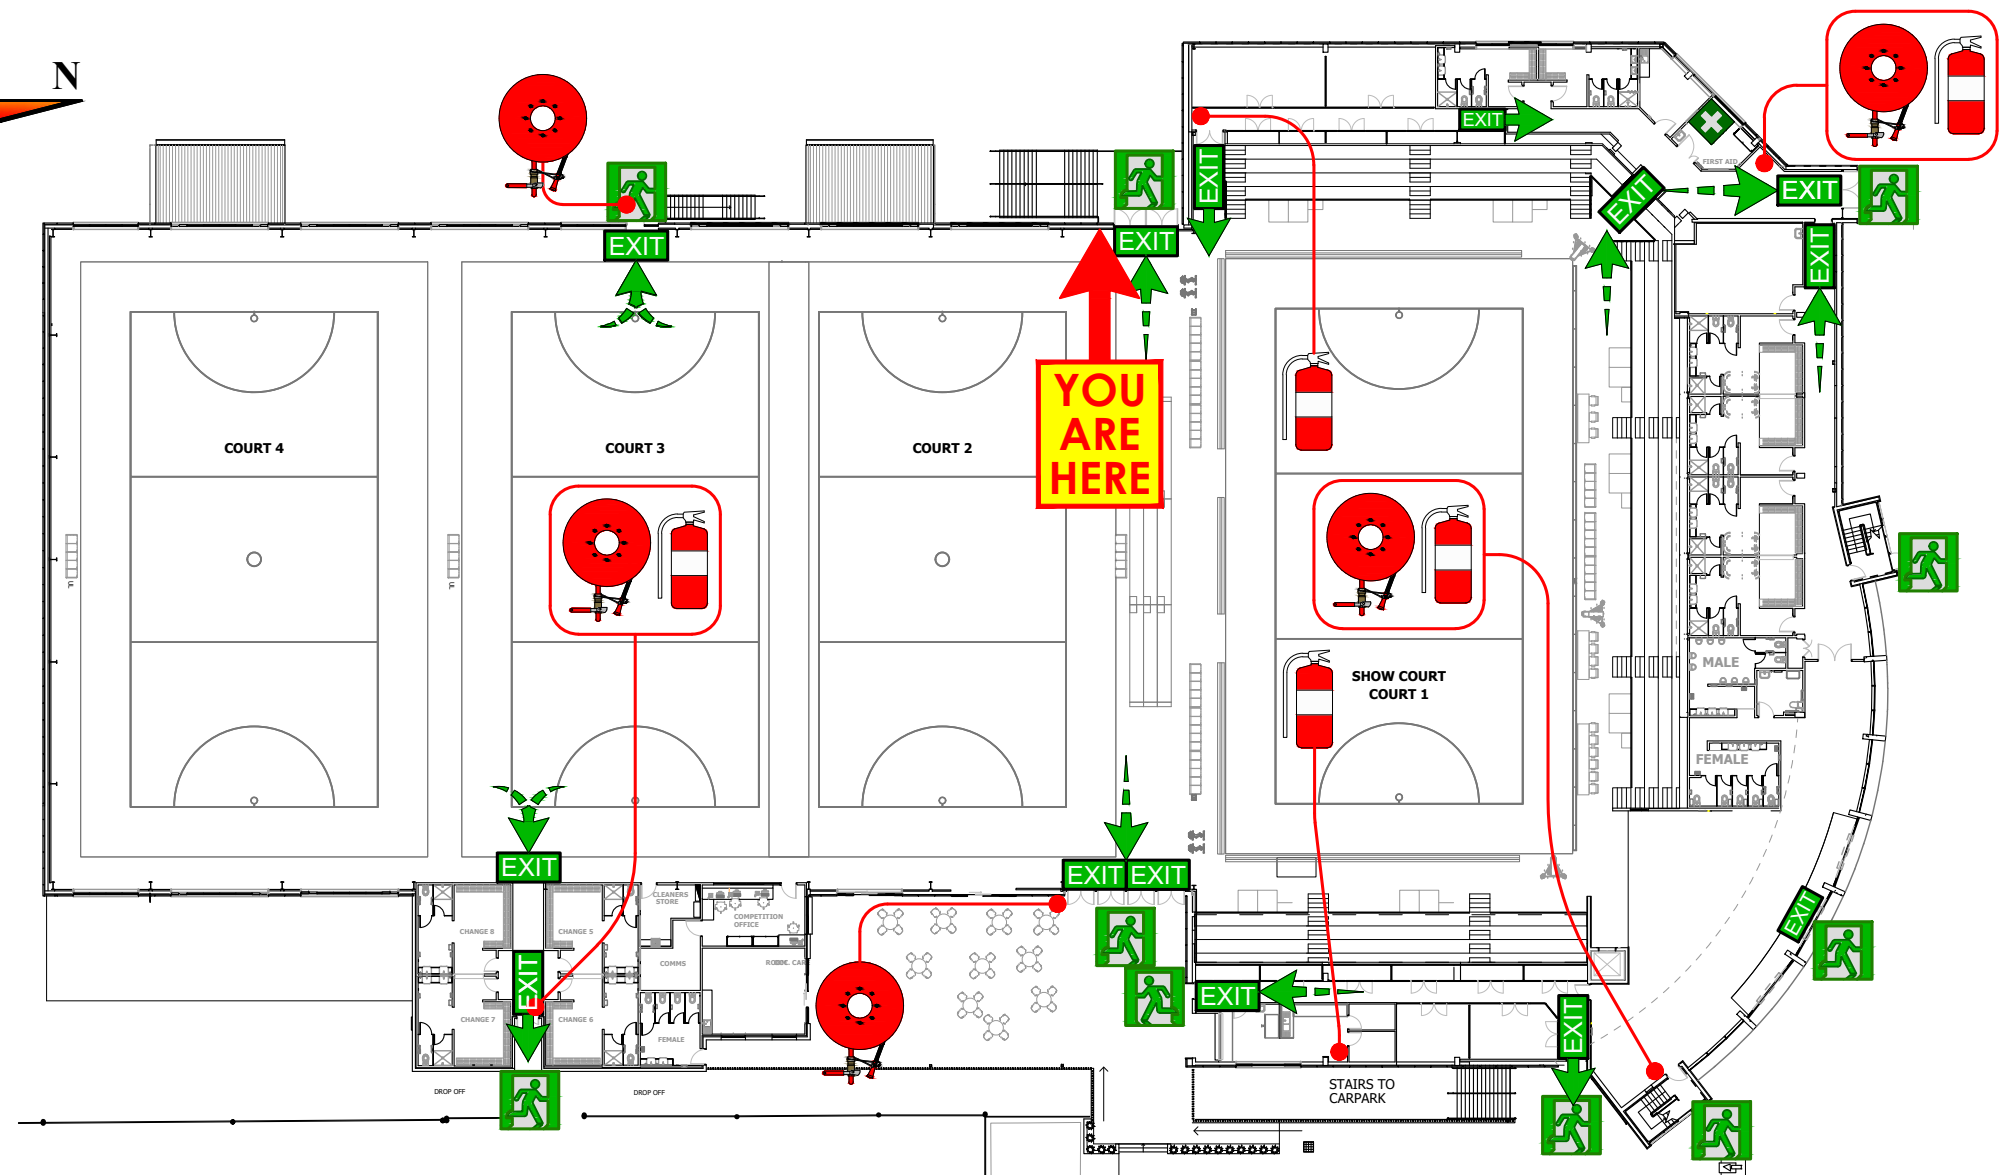 N
EXIT
FIRST AID
EXIT
EXIT
EXIT
EXIT
EXIT
EXIT
YOU
ARE
HERE
COURT 4
COURT 3
COURT 2
SHOW COURT
COURT 1
MALE
FEMALE
EXIT
EXIT
EXIT
EXIT
CLEANERS
STORE
COMPETITION
OFFICE
CHANGE 8
CHANGE 5
COMMS
EXIT
EXIT
CHANGE 7
CHANGE 6
FEMALE
EXIT
STAIRS TO
CARPARK
DROP OFF
DROP OFF